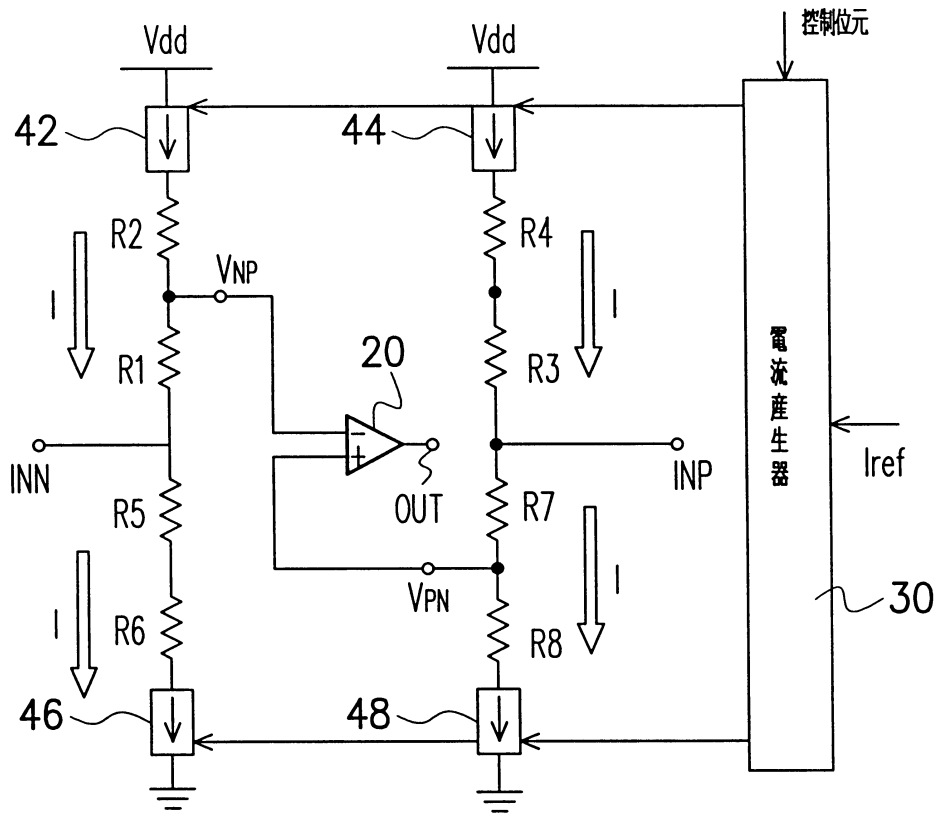 控制位元
Vdd
Vdd
42
44
R2
R4
VNP
I
I
R1
20
R3
電流産生器
INN
INP
Iref
R5
OUT
R7
VPN
I
I
30
R6
R8
46
48